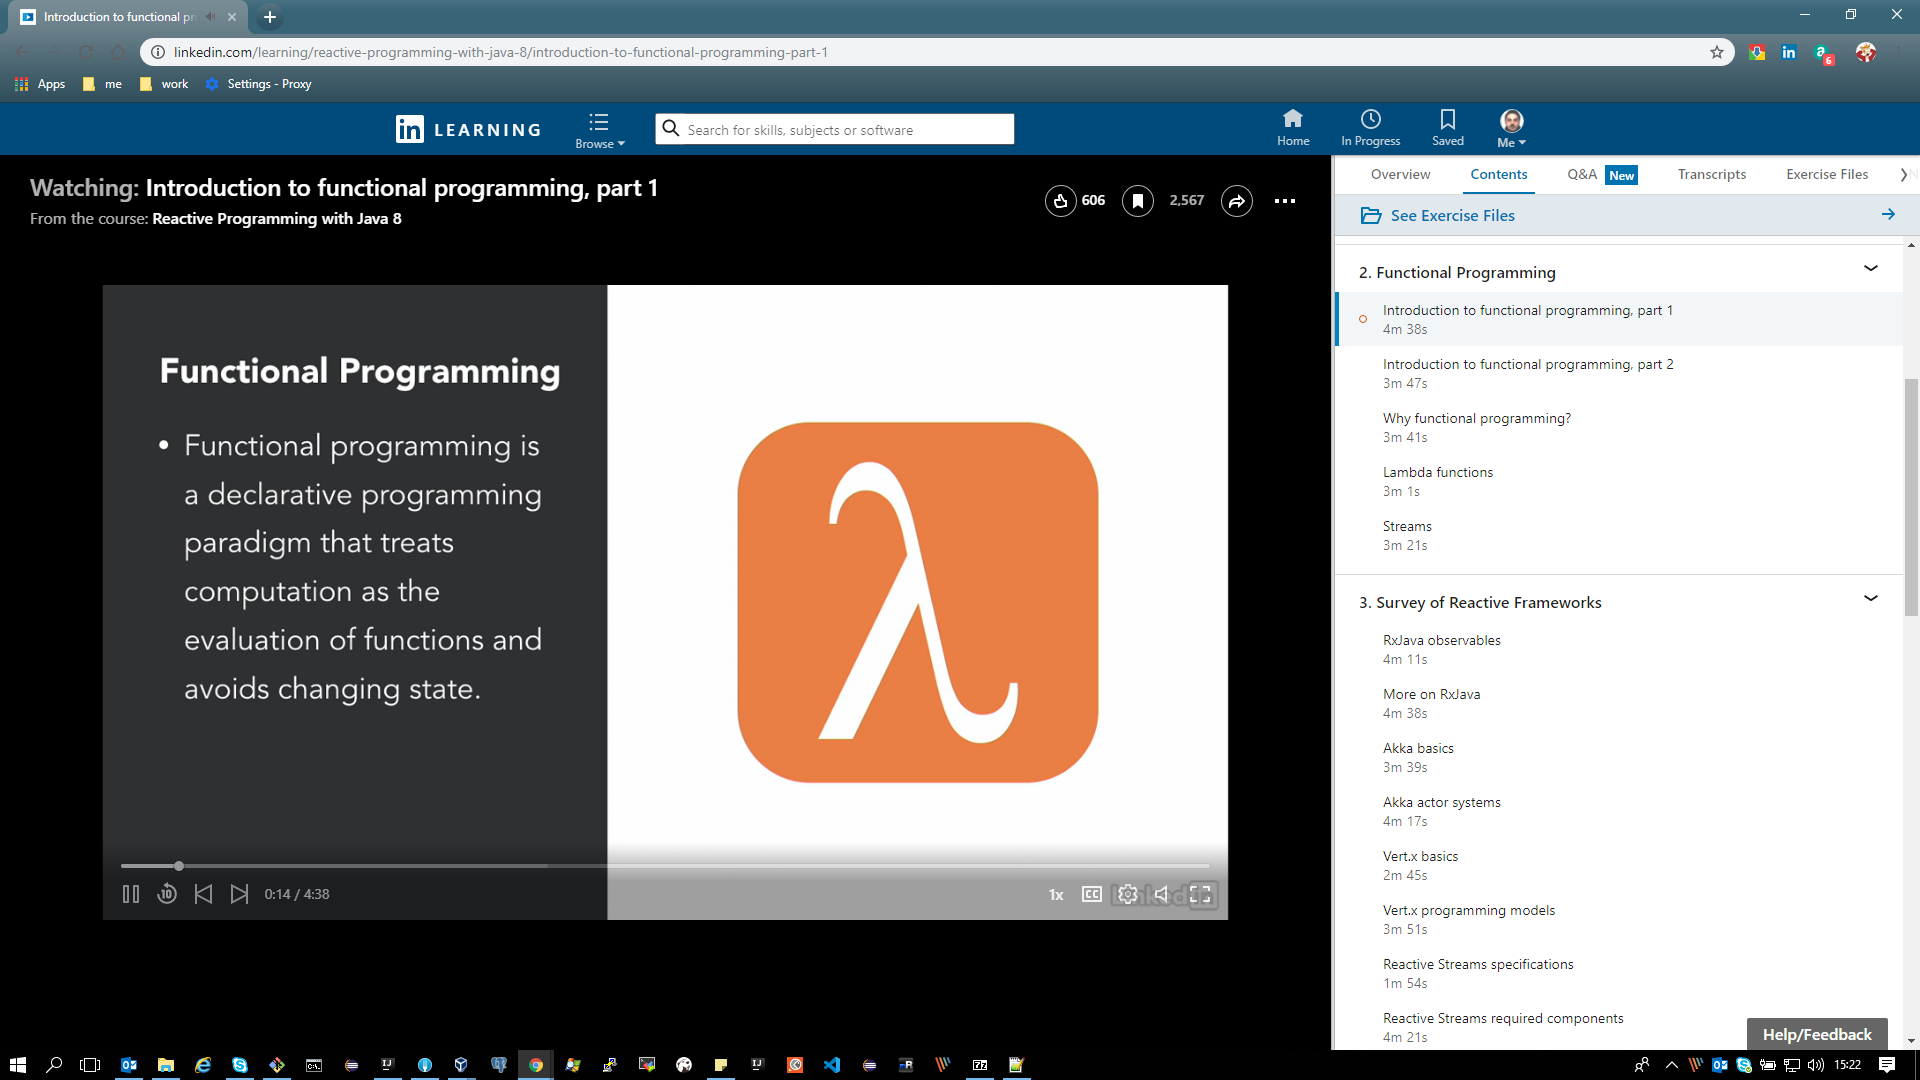 Introduction to functional pr
linkedin.com/learning/reactive-programming-with-java-8/introduction-to-functional-programming-part-1
6
Apps me work Settings - Proxy
in LEARNING
Browse
Search for skills, subjects or software
Home
In Progress
Saved
Me
Watching: Introduction to functional programming, part 1
From the course: Reactive Programming with Java 8
606
2,567
Overview
Contents
Q&A New
Transcripts
Exercise Files
See Exercise Files
Functional Programming
• Functional programming is
a declarative programming
paradigm that treats
computation as the
evaluation of functions and
avoids changing state.
λ
10
0:14 / 4:38
1x
CC
2. Functional Programming
Introduction to functional programming, part 1
4m 38s
Introduction to functional programming, part 2
3m 47s
Why functional programming?
3m 41s
Lambda functions
3m 1s
Streams
3m 21s
3. Survey of Reactive Frameworks
RxJava observables
4m 11s
More on RxJava
4m 38s
Akka basics
3m 39s
Akka actor systems
4m 17s
Vert.x basics
2m 45s
Vert.x programming models
3m 51s
Reactive Streams specifications
1m 54s
Reactive Streams required components
4m 21s
Help/Feedback
15:22